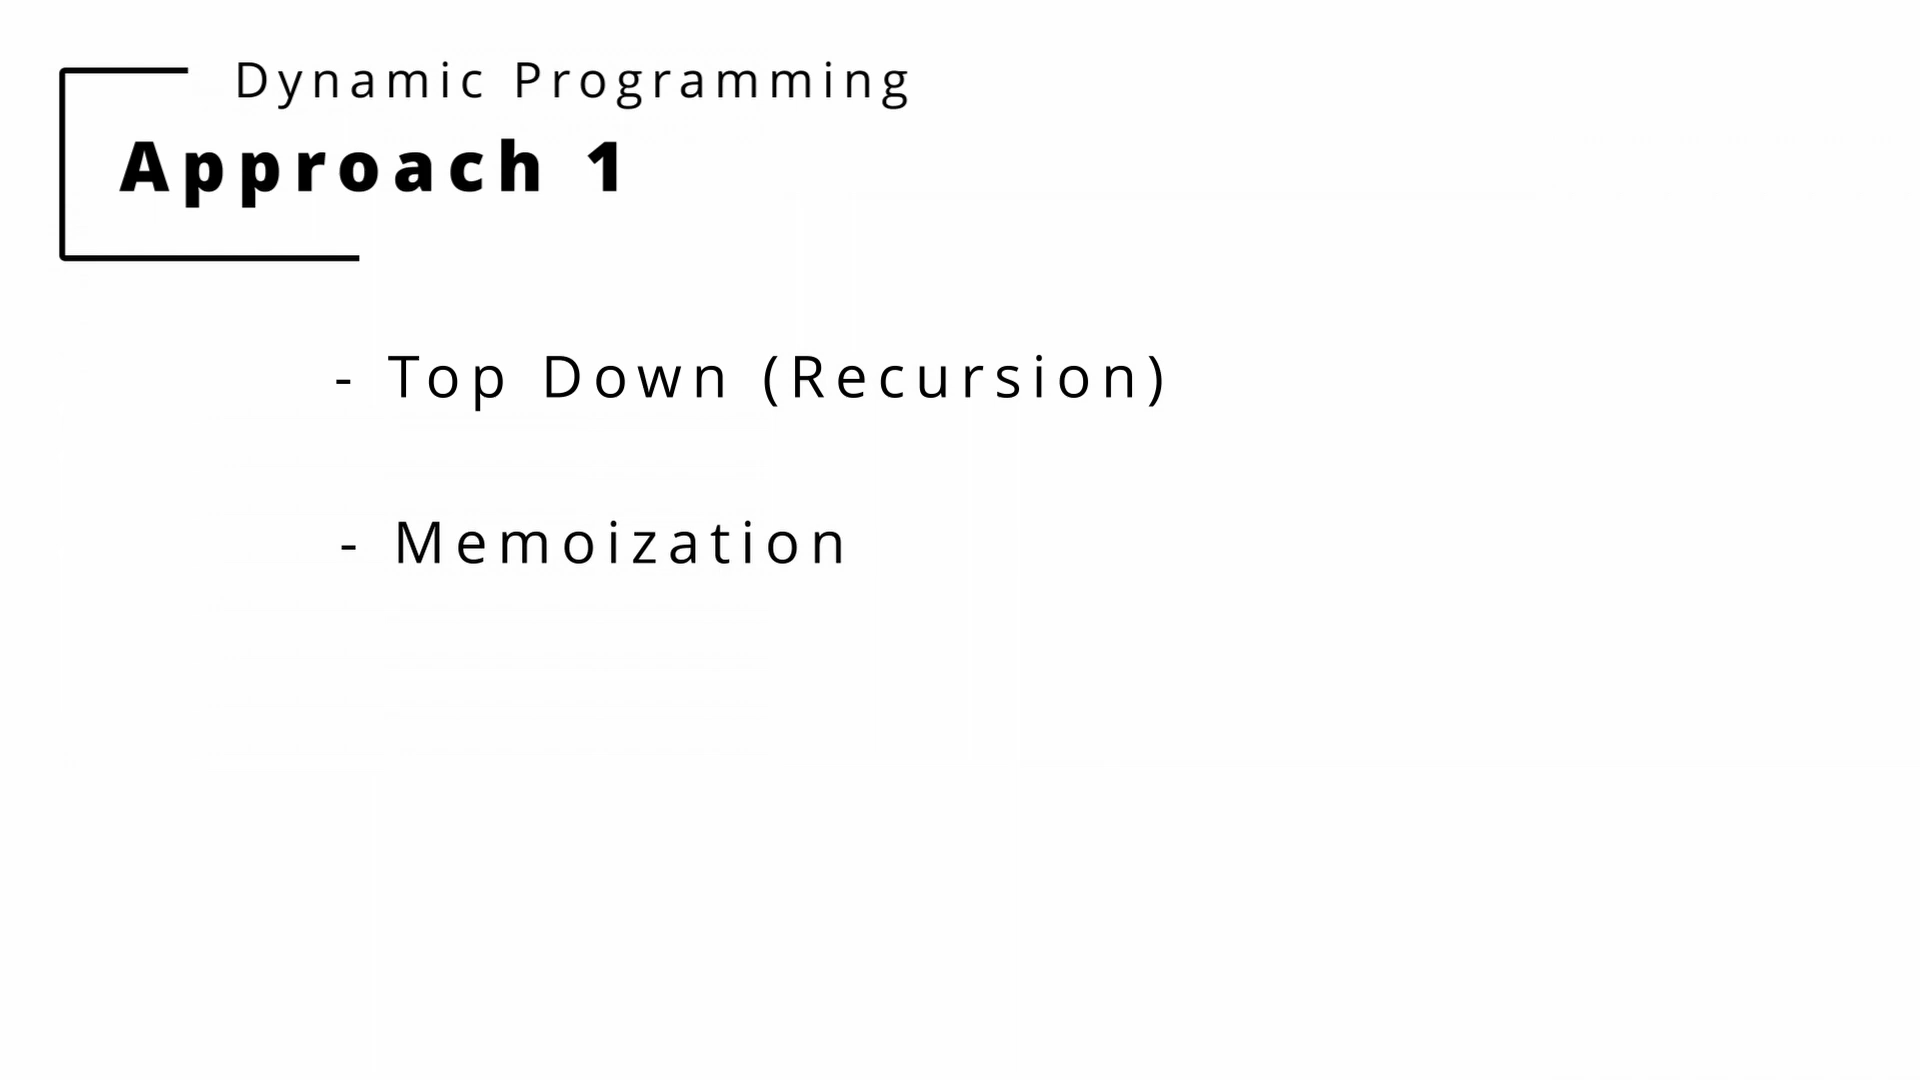 Dynamic Programming
Approach 1
- Top Down (Recursion)
- Memoization